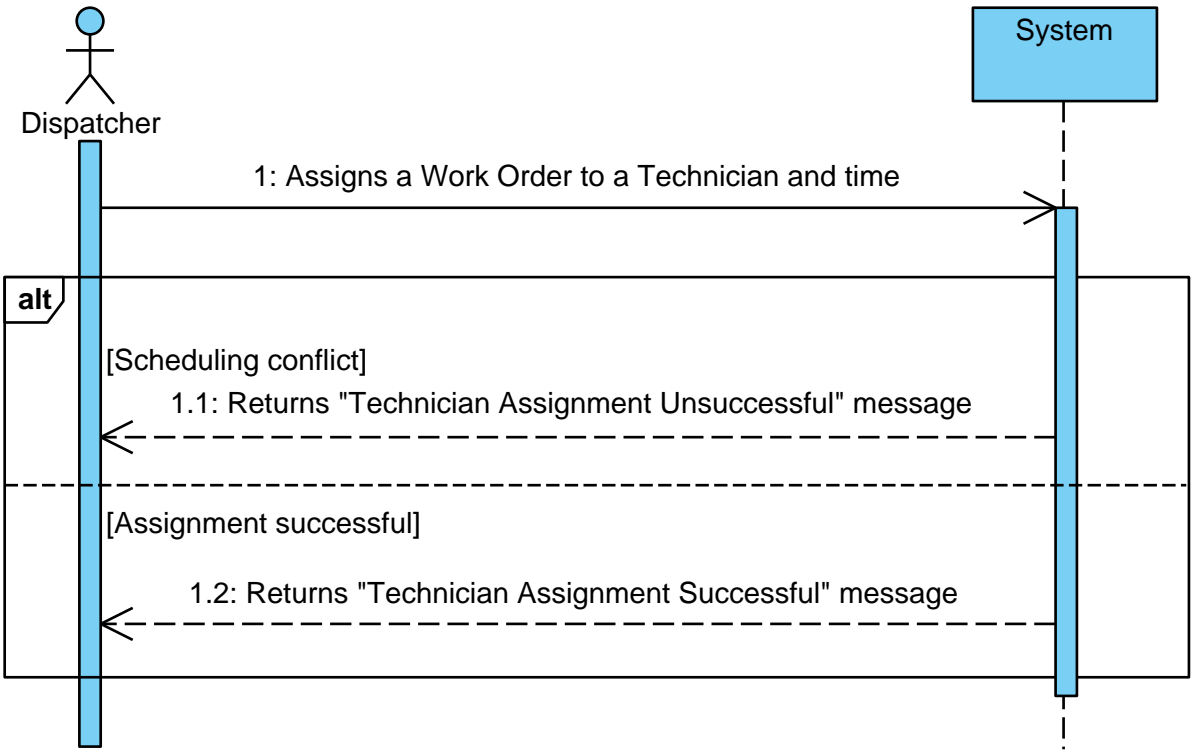 System
Dispatcher
1: Assigns a Work Order to a Technician and time
alt
[Scheduling conflict]
1.1: Returns "Technician Assignment Unsuccessful" message
[Assignment successful]
1.2: Returns "Technician Assignment Successful" message